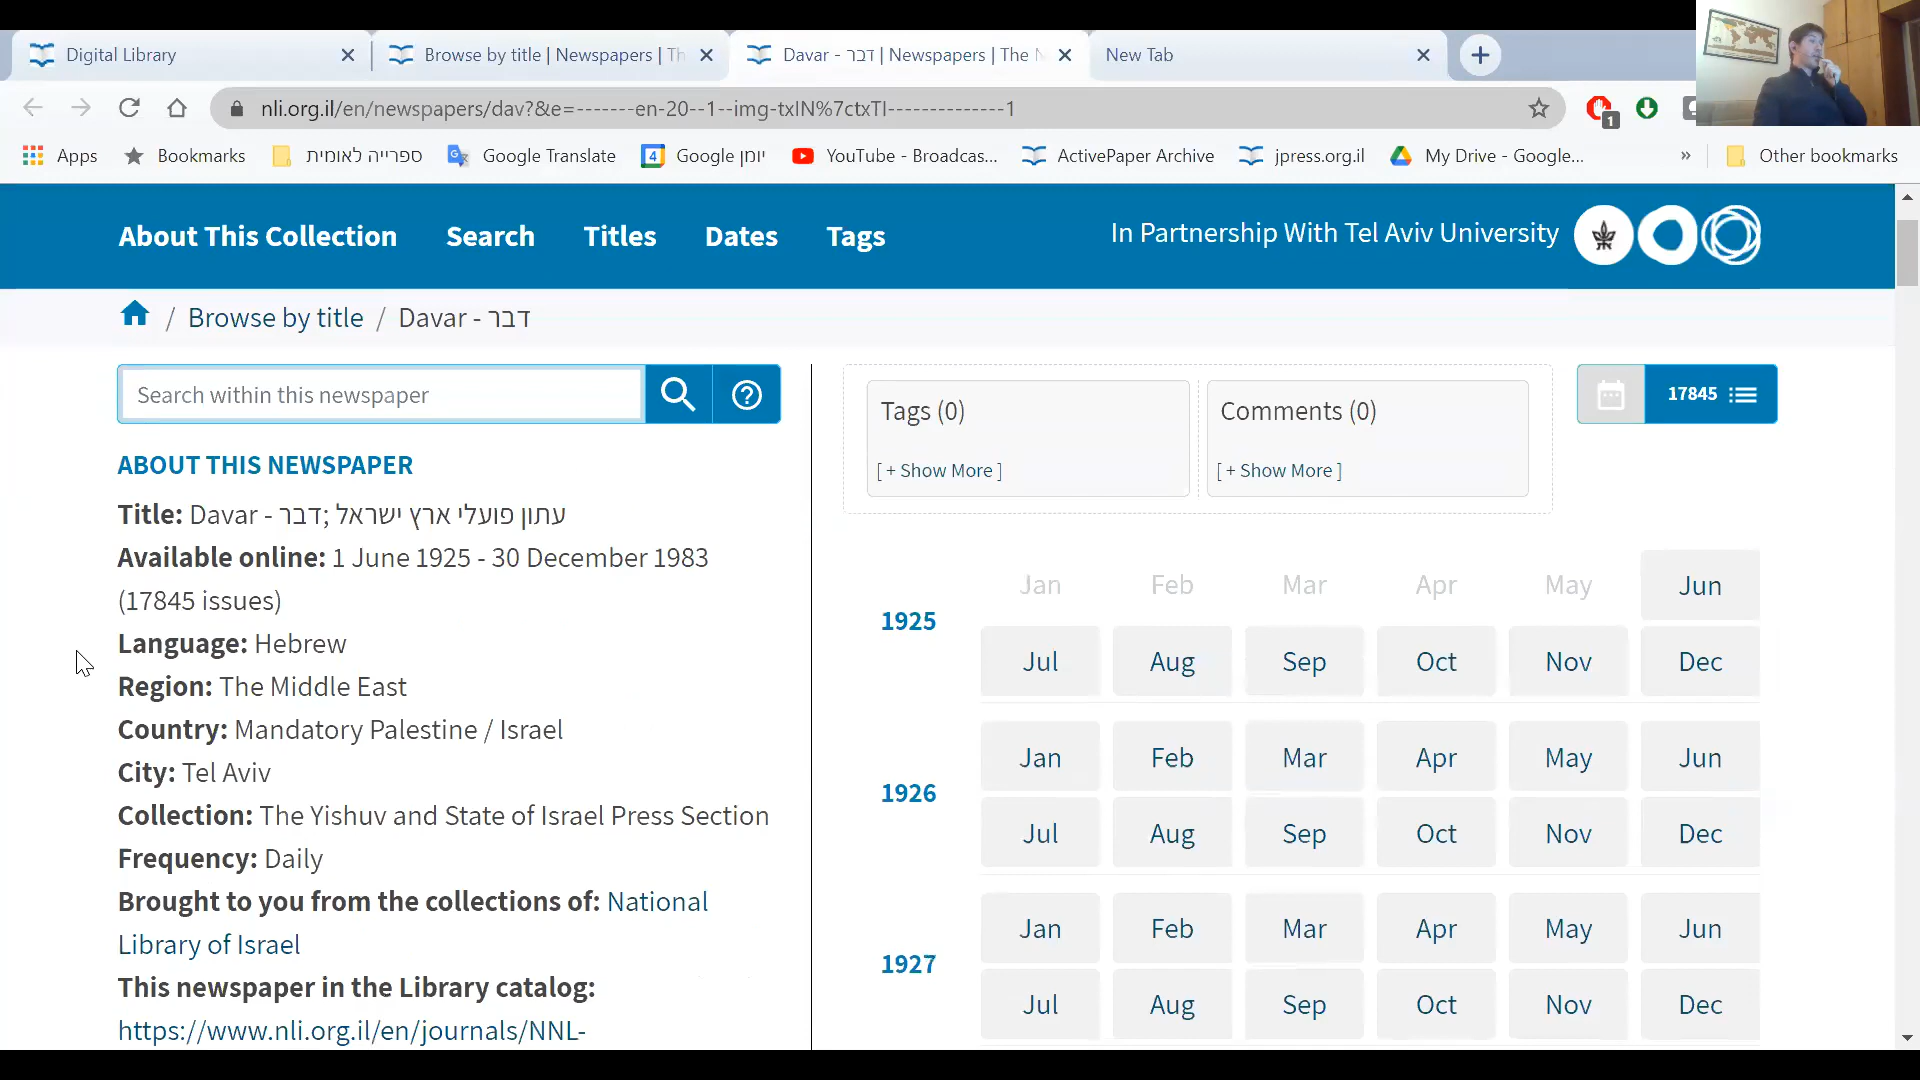 Digital Library
Browse by title | Newspapers | Th
Davar - דבר | Newspapers | The N
New Tab
nli.org.il/en/newspapers/dav?&e=-------en-20--1--img-txIN%7ctxTI--------------1
1
Apps
Bookmarks
ספרייה לאומית
Google Translate
4
Google יומן
YouTube - Broadcas...
ActivePaper Archive
jpress.org.il
My Drive - Google...
»
Other bookmarks
About This Collection
Search
Titles
Dates
Tags
In Partnership With Tel Aviv University
/ Browse by title / Davar - דבר
Search within this newspaper
ABOUT THIS NEWSPAPER
Title: Davar - דבר; עתון פועלי ארץ ישראל
Available online: 1 June 1925 - 30 December 1983
(17845 issues)
Language: Hebrew
Region: The Middle East
Country: Mandatory Palestine / Israel
City: Tel Aviv
Collection: The Yishuv and State of Israel Press Section
Frequency: Daily
Brought to you from the collections of: National
Library of Israel
This newspaper in the Library catalog:
https://www.nli.org.il/en/journals/NNL-
Tags (0)
[ + Show More ]
Comments (0)
[ + Show More ]
17845
1925
Jan Feb Mar Apr May Jun
Jul Aug Sep Oct Nov Dec
1926
Jan Feb Mar Apr May Jun
Jul Aug Sep Oct Nov Dec
1927
Jan Feb Mar Apr May Jun
Jul Aug Sep Oct Nov Dec